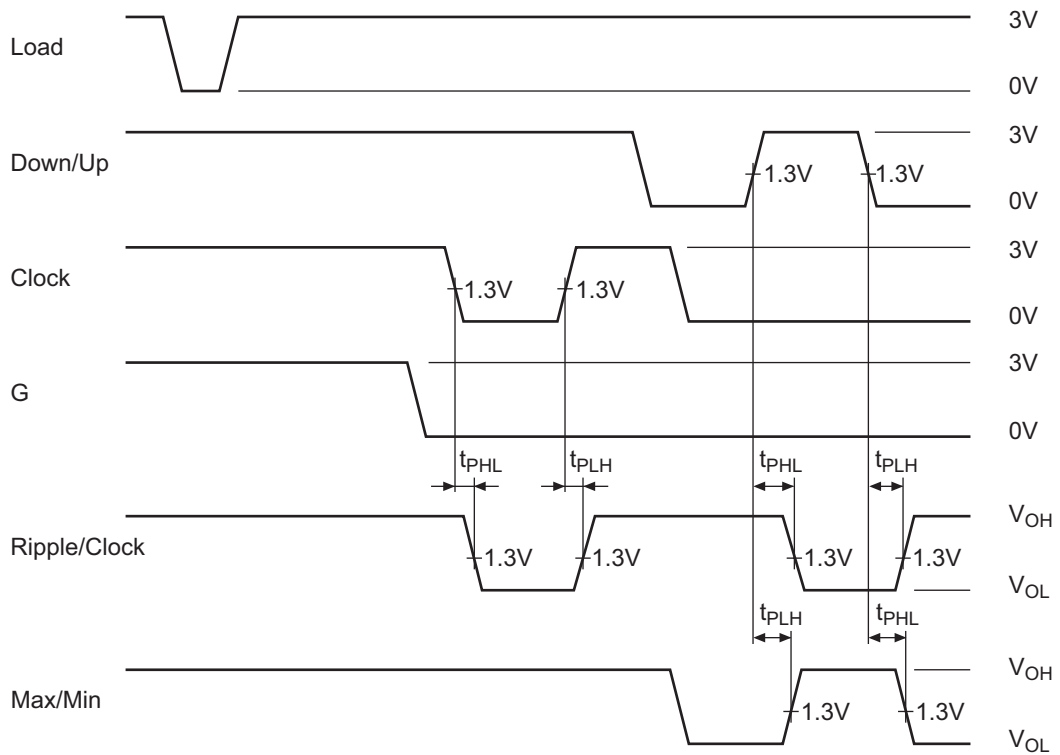 Load
3V
0V
Down/Up
3V
1.3V
1.3V
0V
Clock
3V
1.3V
1.3V
0V
G
3V
0V
tPHL
tPLH
tPHL
tPLH
Ripple/Clock
VOH
1.3V
1.3V
1.3V
1.3V
VOL
tPLH
tPHL
Max/Min
VOH
1.3V
1.3V
VOL